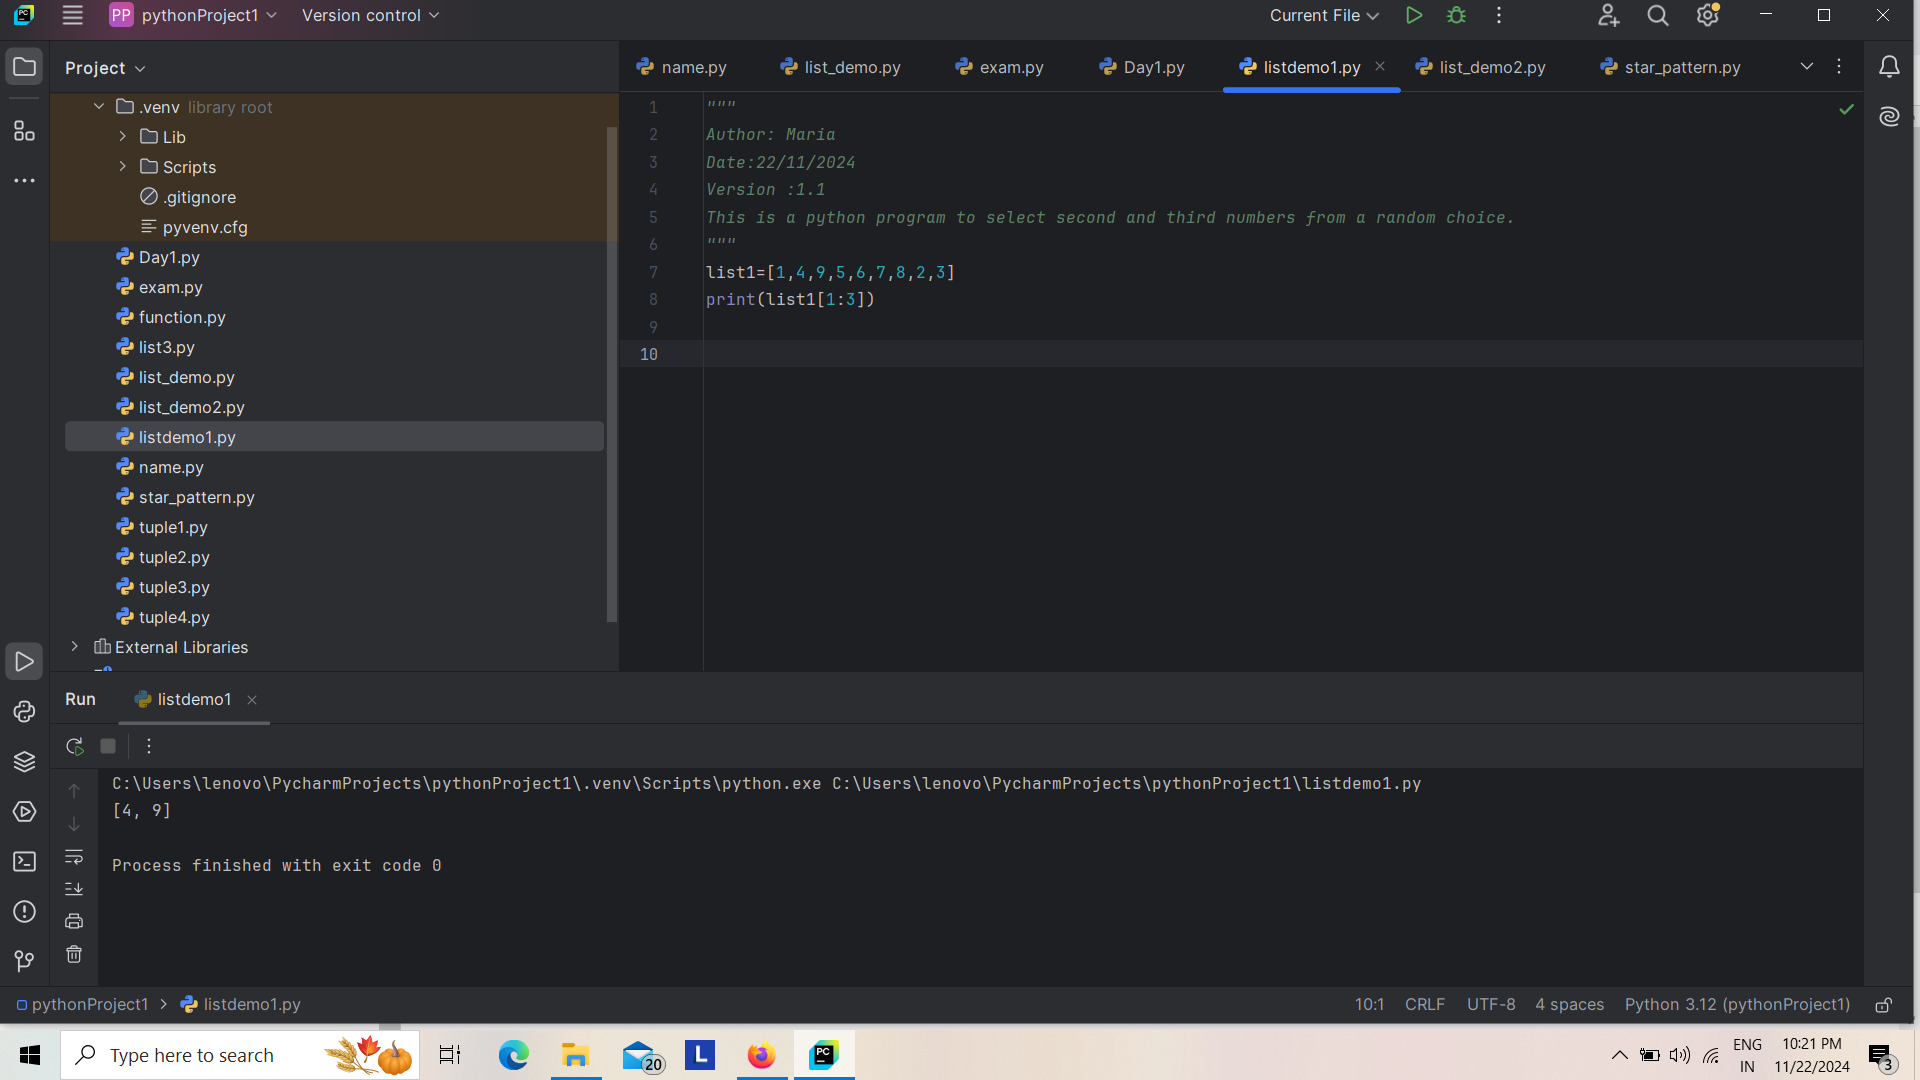 PC
PP pythonProject1 Version control Current File
Project
name.py list_demo.py exam.py Day1.py listdemo1.py list_demo2.py star_pattern.py
.venv library root
Lib
Scripts
.gitignore
pyvenv.cfg
Day1.py
exam.py
function.py
list3.py
list_demo.py
list_demo2.py
listdemo1.py
name.py
star_pattern.py
tuple1.py
tuple2.py
tuple3.py
tuple4.py
External Libraries
1 """
2 Author: Maria
3 Date:22/11/2024
4 Version :1.1
5 This is a python program to select second and third numbers from a random choice.
6 """
7 list1=[1,4,9,5,6,7,8,2,3]
8 print(list1[1:3])
9
10
Run listdemo1
C:\Users\lenovo\PycharmProjects\pythonProject1\.venv\Scripts\python.exe C:\Users\lenovo\PycharmProjects\pythonProject1\listdemo1.py
[4, 9]
Process finished with exit code 0
pythonProject1 > listdemo1.py 10:1 CRLF UTF-8 4 spaces Python 3.12 (pythonProject1)
Type here to search 20 L PC ENG 10:21 PM
IN 11/22/2024 3